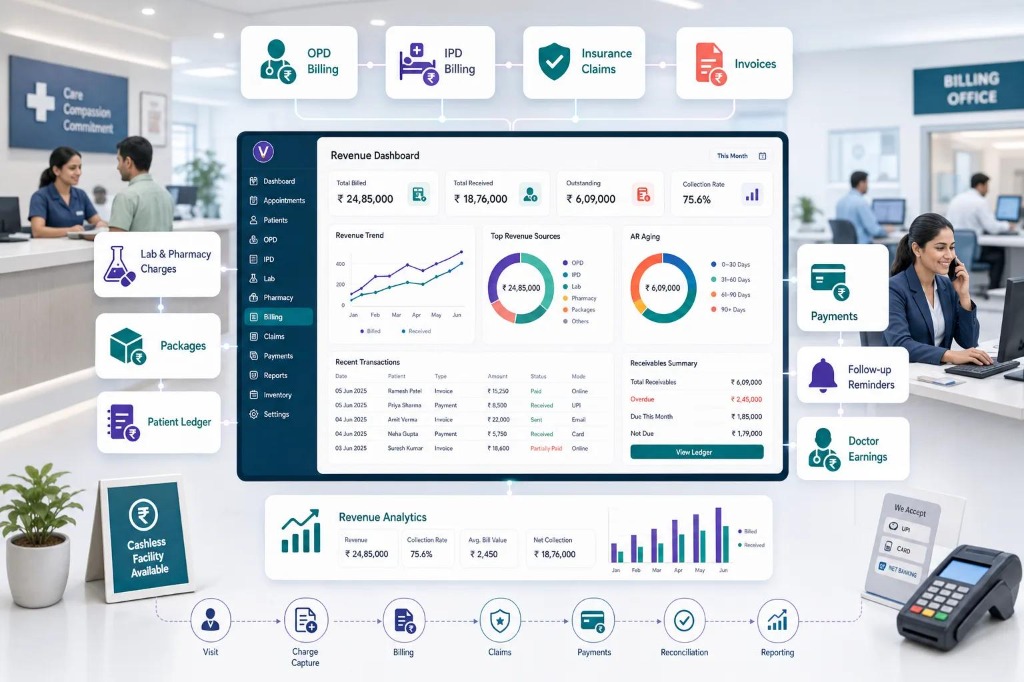 OPD
Billing
IPD
Billing
Insurance
Claims
Invoices
Care
Compassion
Commitment
BILLING
OFFICE
V
Revenue Dashboard
This Month
Dashboard
Appointments
Patients
OPD
IPD
Lab
Pharmacy
Billing
Claims
Payments
Reports
Inventory
Settings
Total Billed
₹ 24,85,000
Total Received
₹ 18,76,000
Outstanding
₹ 6,09,000
Collection Rate
75.6%
Revenue Trend
400
200
100
0
Jan Feb Mar Apr May Jun
Billed Received
Top Revenue Sources
₹ 24,85,000
OPD
IPD
Lab
Pharmacy
Packages
Others
AR Aging
₹ 6,09,000
0–30 Days
31–60 Days
61–90 Days
90+ Days
Recent Transactions
Date Patient Type Amount Status Mode
05 Jun 2025 Ramesh Patel Invoice ₹ 15,250 Paid Online
05 Jun 2025 Priya Sharma Payment ₹ 8,500 Received UPI
04 Jun 2025 Amit Verma Invoice ₹ 22,000 Sent Email
04 Jun 2025 Neha Gupta Payment ₹ 5,750 Received Card
03 Jun 2025 Suresh Kumar Invoice ₹ 18,600 Partially Paid Online
Receivables Summary
Total Receivables ₹ 6,09,000
Overdue ₹ 2,45,000
Due This Month ₹ 1,85,000
Not Due ₹ 1,79,000
View Ledger
Lab & Pharmacy
Charges
Packages
Patient Ledger
Payments
Follow-up
Reminders
Doctor
Earnings
Revenue Analytics
Revenue
₹ 24,85,000
Collection Rate
75.6%
Avg. Bill Value
₹ 2,450
Net Collection
₹ 18,76,000
Jan Feb Mar Apr May Jun
Billed
Received
₹
Cashless
Facility
Available
We Accept
UPI
CARD
NET BANKING
Visit
Charge
Capture
Billing
Claims
Payments
Reconciliation
Reporting